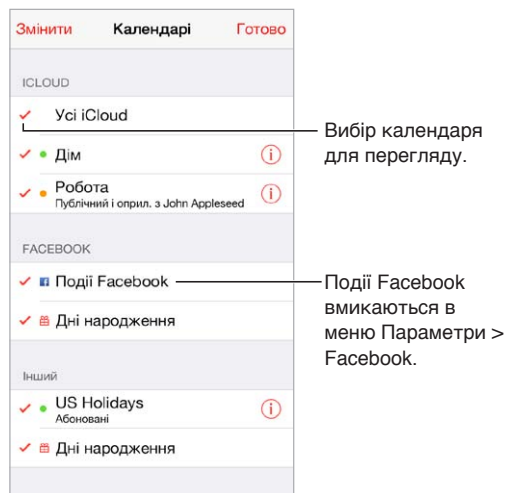 Змінити Календарі Готово
ICLOUD
Усі iCloud
Дім
Робота
Публічний і оприл. з John Appleseed
FACEBOOK
Події Facebook
Дні народження
Інший
US Holidays
Абоновані
Дні народження
Вибір календаря
для перегляду.
Події Facebook
вмикаються в
меню Параметри >
Facebook.